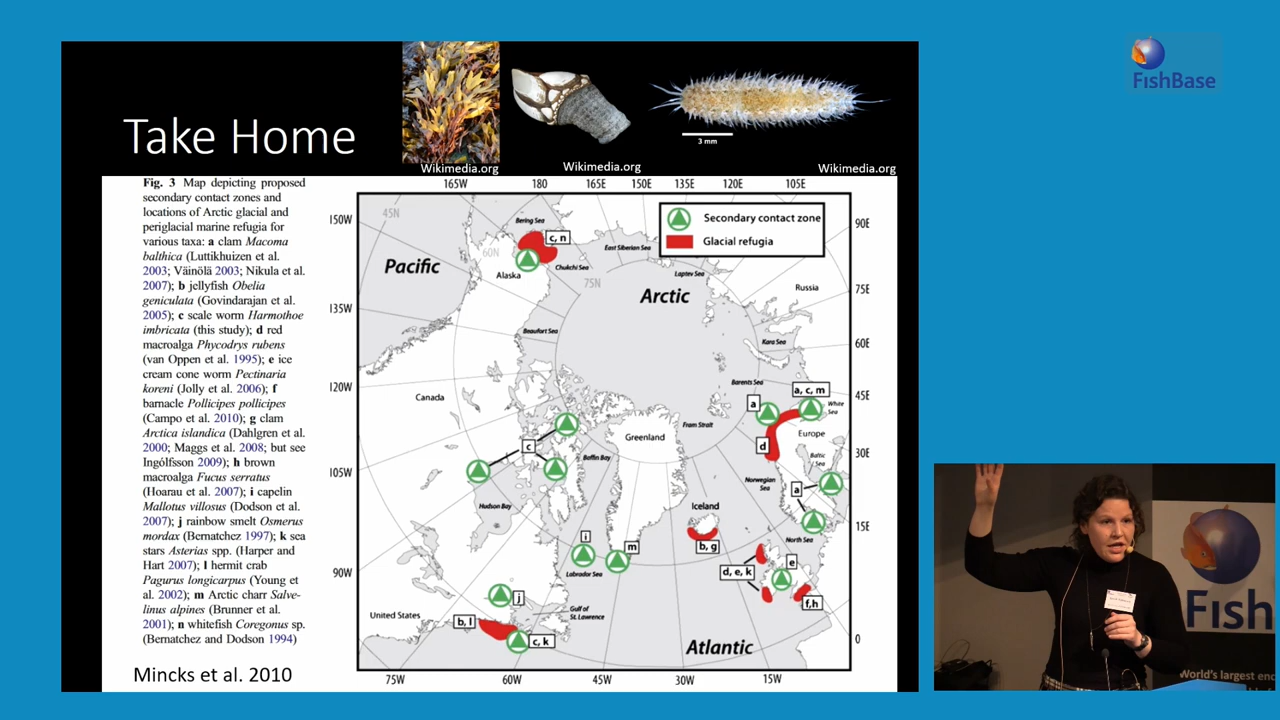 FishBase
Take Home
3 mm
Wikimedia.org
Wikimedia.org
Wikimedia.org
Fig. 3 Map depicting proposed
secondary contact zones and
locations of Arctic glacial and
periglacial marine refugia for
various taxa: a clam Macoma
balthica (Luttikhuizen et al.
2003; Väinölä 2003; Nikula et al.
2007); b jellyfish Obelia
geniculata (Govindarajan et al.
2005); c scale worm Harmothoe
imbricata (this study); d red
macroalga Phycodrys rubens
(van Oppen et al. 1995); e ice
cream cone worm Pectinaria
koreni (Jolly et al. 2006); f
barnacle Pollicipes pollicipes
(Campo et al. 2010); g clam
Arctica islandica (Dahlgren et al.
2000; Maggs et al. 2008; but see
Ingólfsson 2009); h brown
macroalga Fucus serratus
(Hoarau et al. 2007); i capelin
Mallotus villosus (Dodson et al.
2007); j rainbow smelt Osmerus
mordax (Bernatchez 1997); k sea
stars Asterias spp. (Harper and
Hart 2007); l hermit crab
Pagurus longicarpus (Young et
al. 2002); m Arctic charr Salve-
linus alpines (Brunner et al.
2001); n whitefish Coregonus sp.
(Bernatchez and Dodson 1994)
Mincks et al. 2010
165W 180 165E 150E 135E 120E 105E
150W
135W
120W
105W
90W
90E
75E
60E
45E
30E
15E
0
75W 60W 45W 30W 15W
45N
60N
75N
Secondary contact zone
Glacial refugia
Bering Sea
c, n
Pacific
Alaska
Chukchi Sea
East Siberian Sea
Laptev Sea
Arctic
Russia
Beaufort Sea
Kara Sea
Barents Sea
a, c, m
a
White
Sea
Canada
d
Europe
Fram Strait
Greenland
c
Baffin Bay
Baltic
Sea
Norwegian
Sea
a
Hudson Bay
Iceland
b, g
North Sea
i
m
Labrador Sea
d, e, k
e
f,h
j
Gulf of
St. Lawrence
United States
b, l
c, k
Atlantic
Fish
World's largest enc